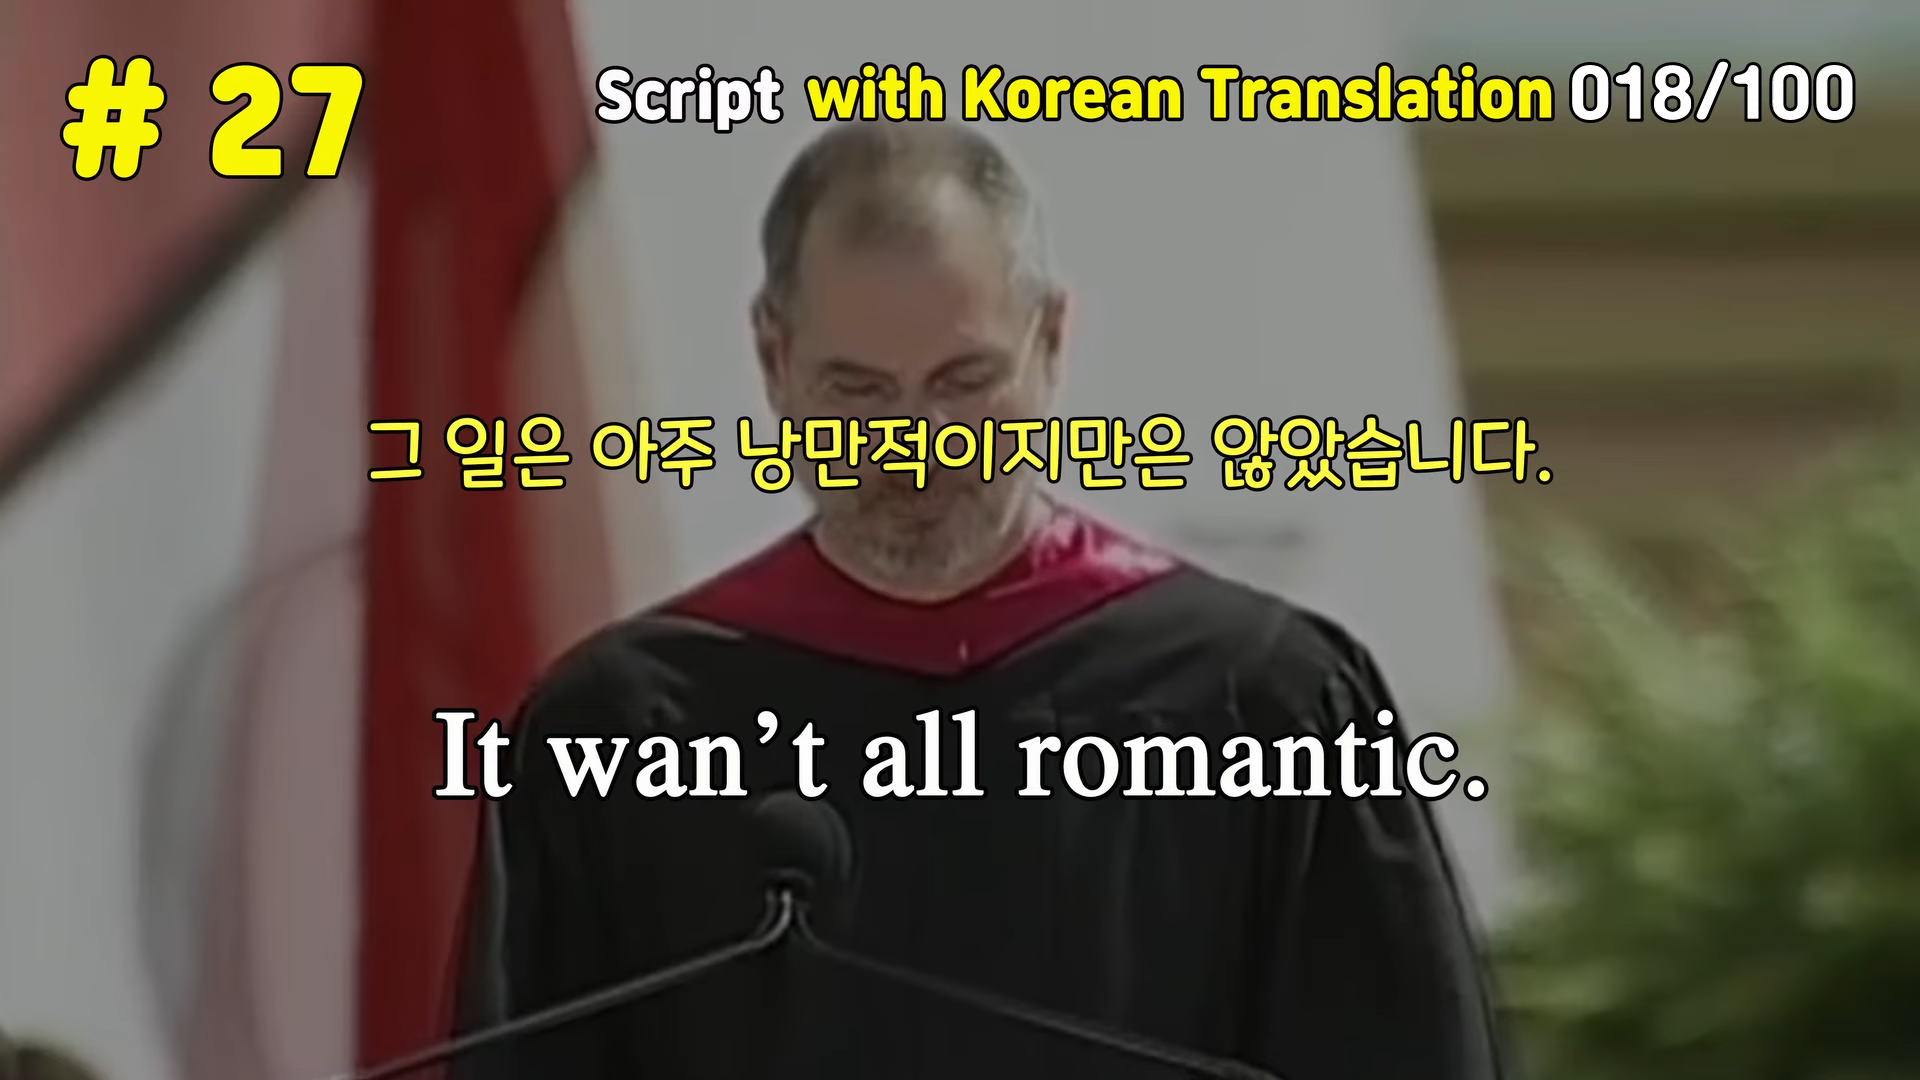 # 27
Script with Korean Translation 018/100
그 일은 아주 낭만적이지만은 않았습니다.
It wan’t all romantic.